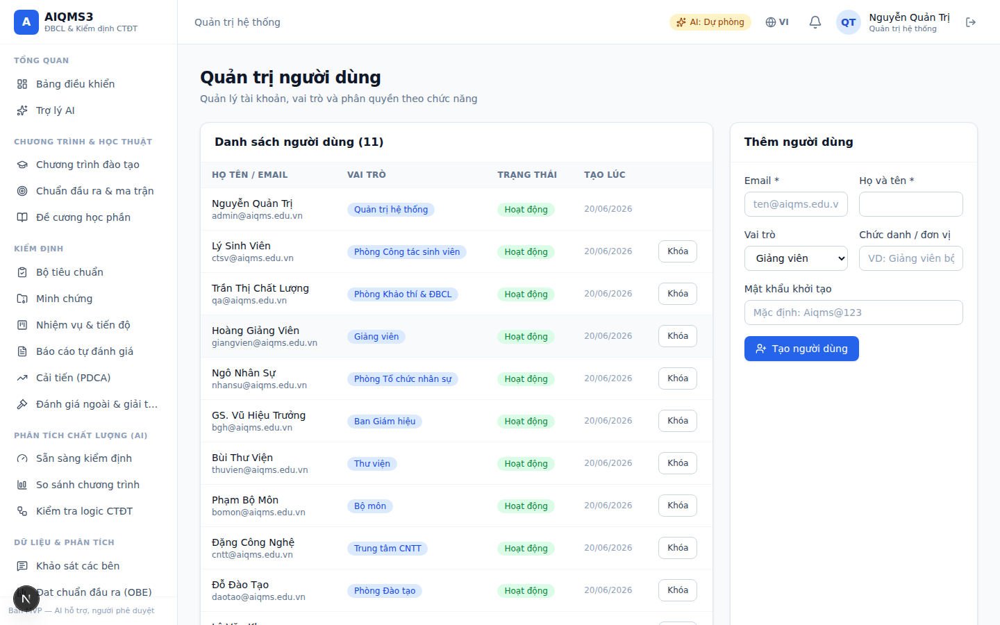 A
AIQMS3
ĐBCL & Kiểm định CTĐT
TỔNG QUAN
Bảng điều khiển
Trợ lý AI
CHƯƠNG TRÌNH & HỌC THUẬT
Chương trình đào tạo
Chuẩn đầu ra & ma trận
Đề cương học phần
KIỂM ĐỊNH
Bộ tiêu chuẩn
Minh chứng
Nhiệm vụ & tiến độ
Báo cáo tự đánh giá
Cải tiến (PDCA)
Đánh giá ngoài & giải t...
PHÂN TÍCH CHẤT LƯỢNG (AI)
Sẵn sàng kiểm định
So sánh chương trình
Kiểm tra logic CTĐT
DỮ LIỆU & PHÂN TÍCH
Khảo sát các bên
Đạt chuẩn đầu ra (OBE)
— AI hỗ trợ, người phê duyệt
Quản trị hệ thống
AI: Dự phòng
VI
QT
Nguyễn Quản Trị
Quản trị hệ thống
Quản trị người dùng
Quản lý tài khoản, vai trò và phân quyền theo chức năng
Danh sách người dùng (11)
HỌ TÊN / EMAIL VAI TRÒ TRẠNG THÁI TẠO LÚC
Nguyễn Quản Trị
admin@aiqms.edu.vn
Quản trị hệ thống Hoạt động 20/06/2026
Lý Sinh Viên
ctsv@aiqms.edu.vn
Phòng Công tác sinh viên Hoạt động 20/06/2026 Khóa
Trần Thị Chất Lượng
qa@aiqms.edu.vn
Phòng Khảo thí & ĐBCL Hoạt động 20/06/2026 Khóa
Hoàng Giảng Viên
giangvien@aiqms.edu.vn
Giảng viên Hoạt động 20/06/2026 Khóa
Ngô Nhân Sự
nhansu@aiqms.edu.vn
Phòng Tổ chức nhân sự Hoạt động 20/06/2026 Khóa
GS. Vũ Hiệu Trưởng
bgh@aiqms.edu.vn
Ban Giám hiệu Hoạt động 20/06/2026 Khóa
Bùi Thư Viện
thuvien@aiqms.edu.vn
Thư viện Hoạt động 20/06/2026 Khóa
Phạm Bộ Môn
bomon@aiqms.edu.vn
Bộ môn Hoạt động 20/06/2026 Khóa
Đặng Công Nghệ
cntt@aiqms.edu.vn
Trung tâm CNTT Hoạt động 20/06/2026 Khóa
Đỗ Đào Tạo
daotao@aiqms.edu.vn
Phòng Đào tạo Hoạt động 20/06/2026 Khóa
Thêm người dùng
Email * Họ và tên *
ten@aiqms.edu.v
Vai trò Chức danh / đơn vị
Giảng viên VD: Giảng viên bộ
Mật khẩu khởi tạo
Mặc định: Aiqms@123
Tạo người dùng